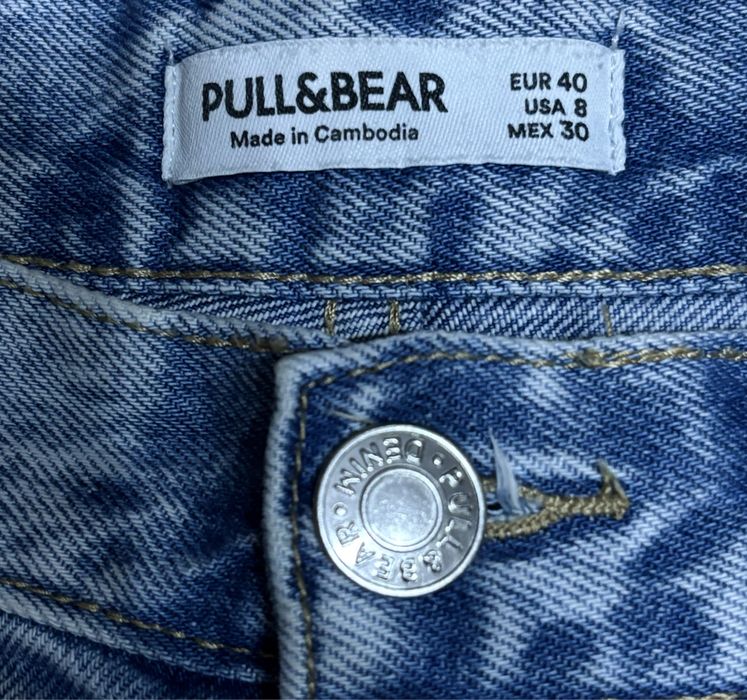 PULL&BEAR
Made in Cambodia
EUR 40
USA 8
MEX 30
PULL&BEAR · DENIM ·